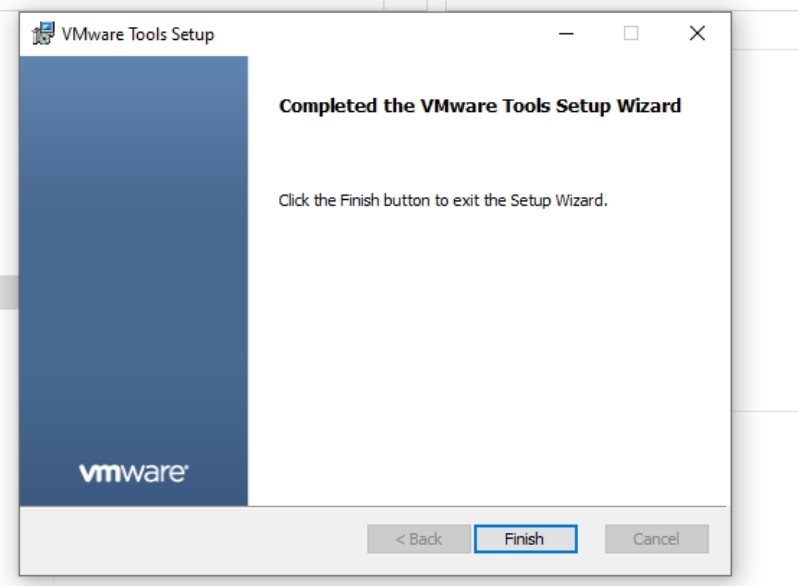 VMware Tools Setup
Completed the VMware Tools Setup Wizard
Click the Finish button to exit the Setup Wizard.
vmware®
< Back
Finish
Cancel